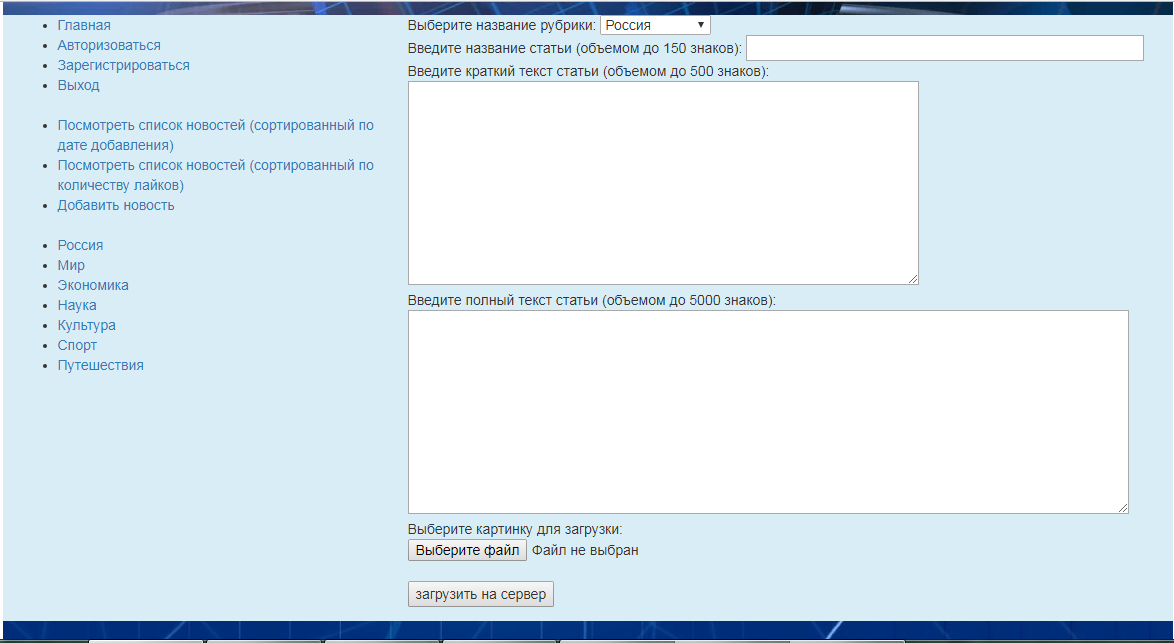 Главная
Авторизоваться
Зарегистрироваться
Выход
Посмотреть список новостей (сортированный по
дате добавления)
Посмотреть список новостей (сортированный по
количеству лайков)
Добавить новость
Россия
Мир
Экономика
Наука
Культура
Спорт
Путешествия
Выберите название рубрики: Россия
Введите название статьи (объемом до 150 знаков):
Введите краткий текст статьи (объемом до 500 знаков):
Введите полный текст статьи (объемом до 5000 знаков):
Выберите картинку для загрузки:
Выберите файл Файл не выбран
загрузить на сервер